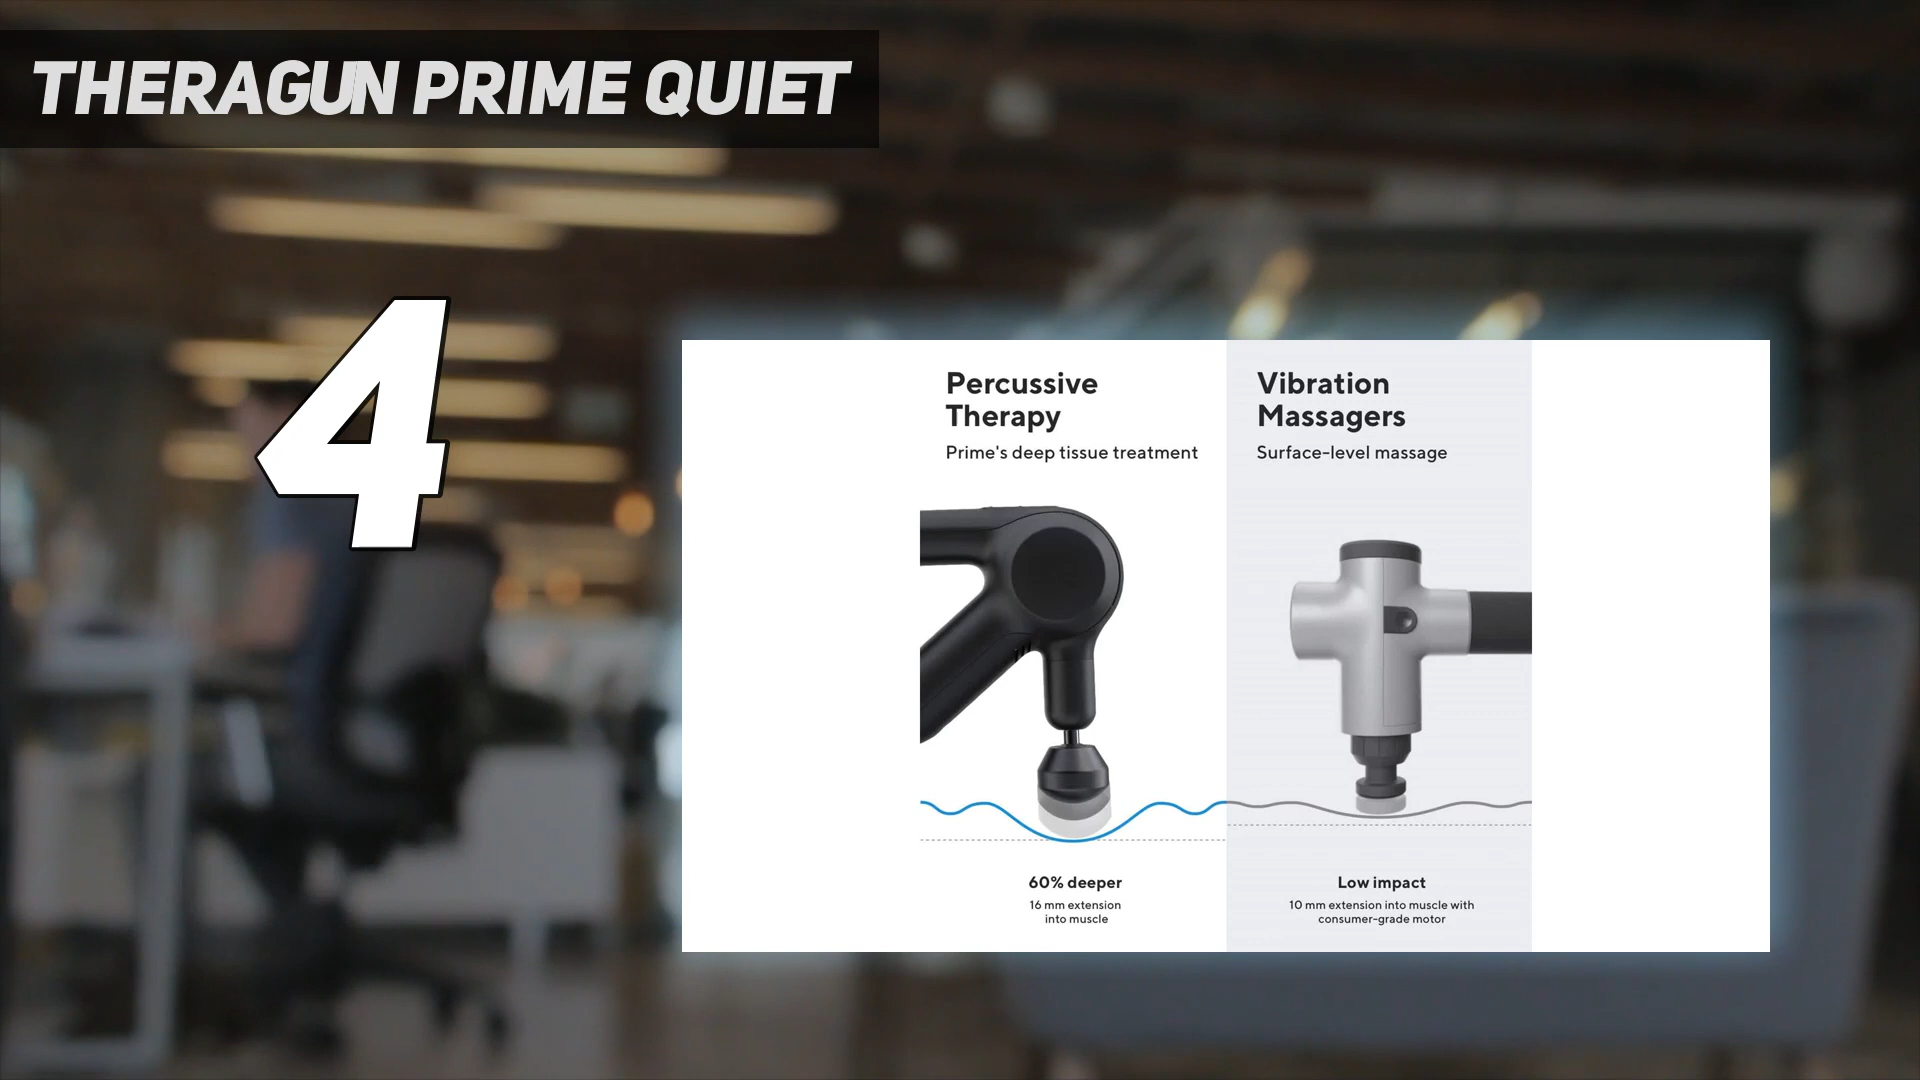 THERAGUN PRIME QUIET
4
Percussive
Therapy
Prime's deep tissue treatment
60% deeper
16 mm extension
into muscle
Vibration
Massagers
Surface-level massage
Low impact
10 mm extension into muscle with
consumer-grade motor